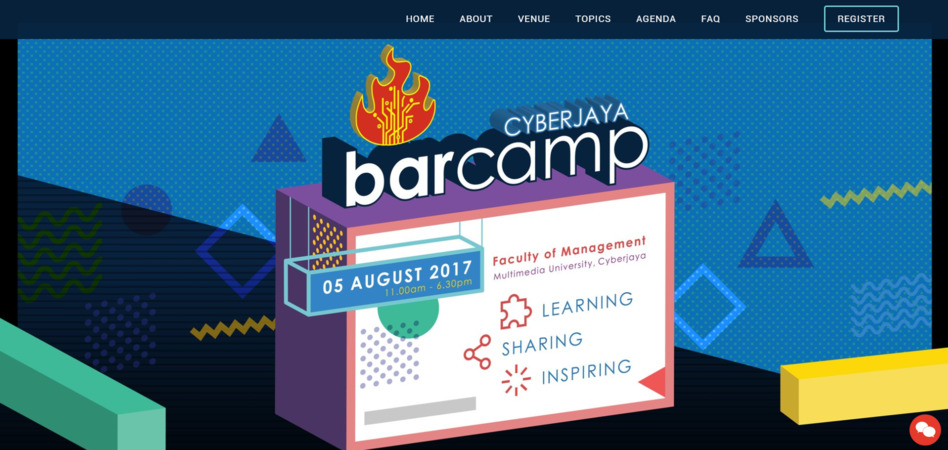 HOME ABOUT VENUE TOPICS AGENDA FAQ SPONSORS REGISTER
CYBERJAYA
barcamp
05 AUGUST 2017
11.00am - 6.30pm
Faculty of Management
Multimedia University, Cyberjaya
LEARNING
SHARING
INSPIRING